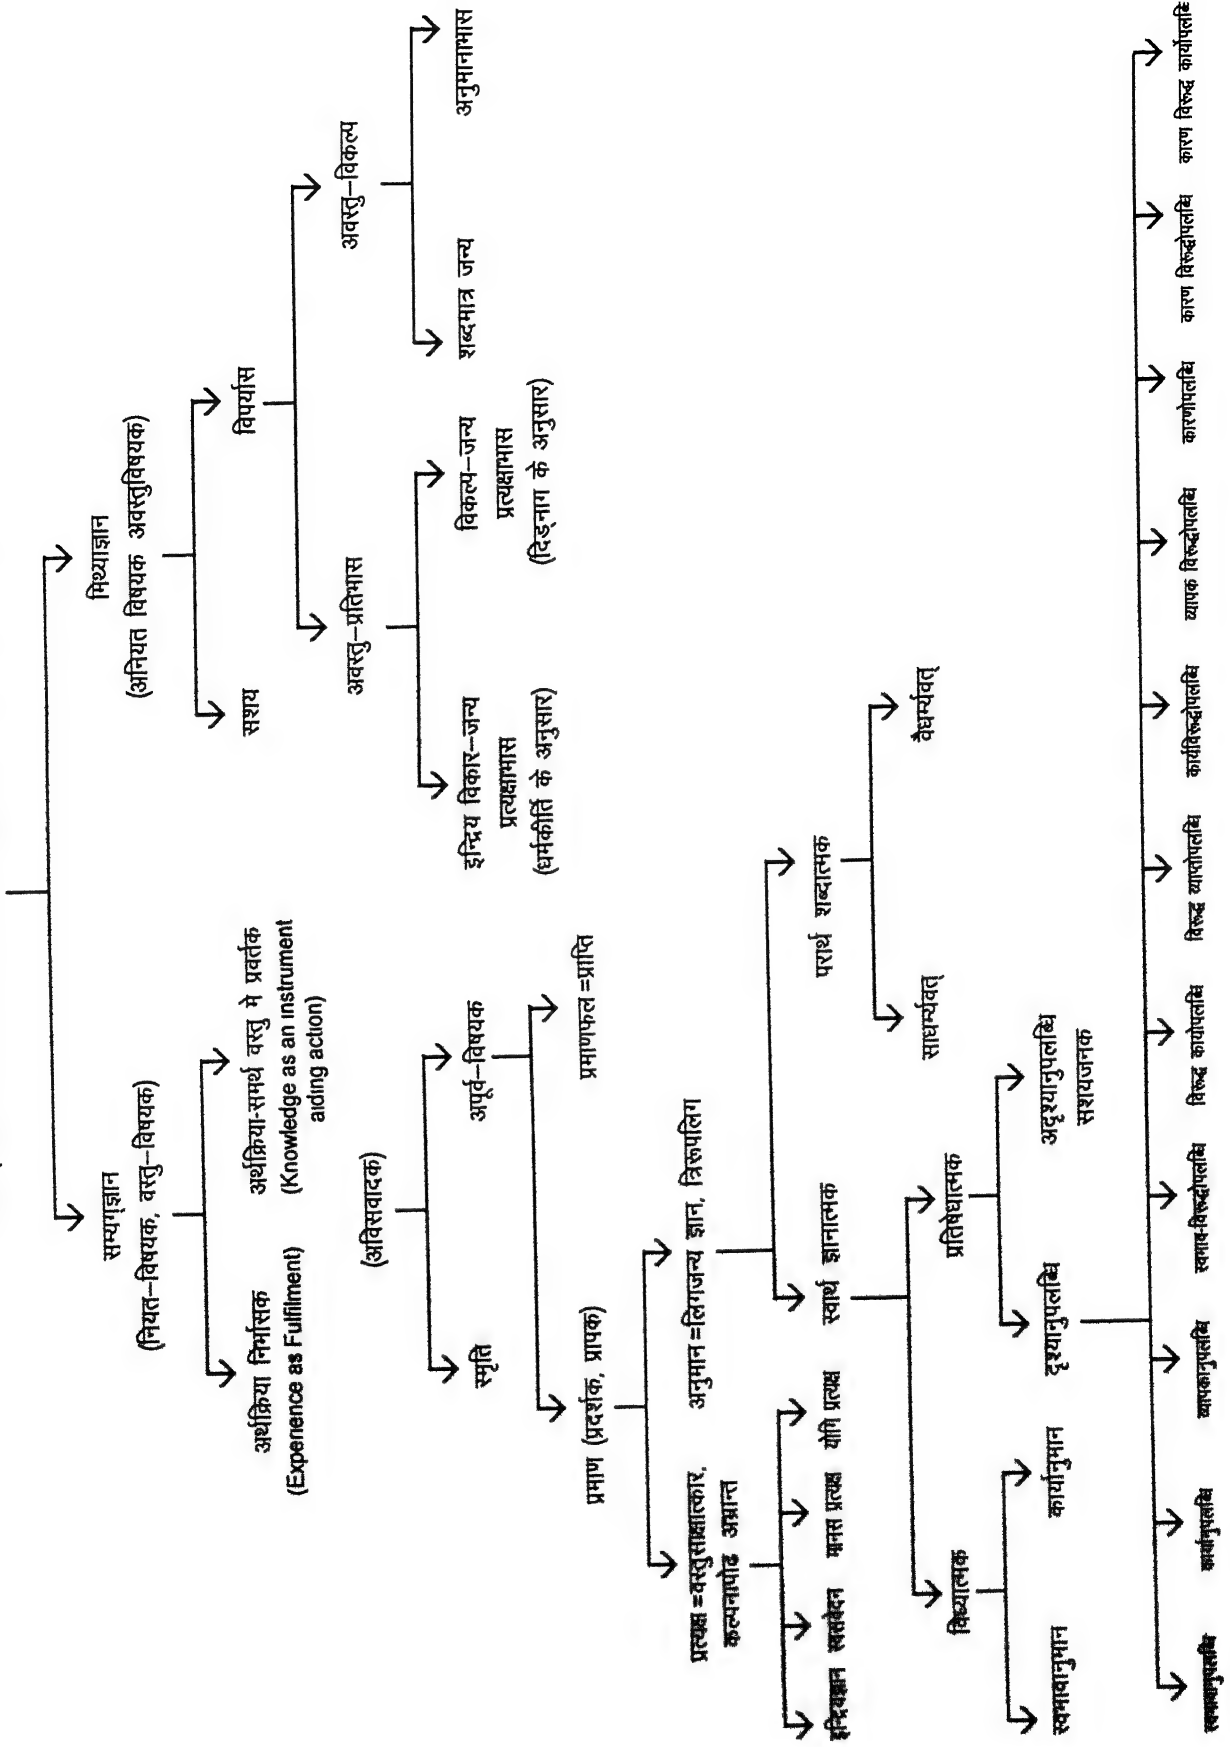 सम्यग्ज्ञान
(नियत–विषयक, वस्तु–विषयक)
मिथ्याज्ञान
(अनियत विषयक अवस्तुविषयक)
अर्थक्रिया निर्भासक
(Expenence as Fulfilment)
अर्थक्रिया-समर्थ वस्तु मे प्रवर्तक
(Knowledge as an instrument
aiding action)
सशय
विपर्यास
(अविसवादक)
अवस्तु–प्रतिभास
अवस्तु–विकल्प
स्मृति
अपूर्व–विषयक
इन्द्रिय विकार–जन्य
प्रत्यक्षाभास
(धर्मकीर्ति के अनुसार)
विकल्प–जन्य
प्रत्यक्षाभास
(दिड्नाग के अनुसार)
शब्दमात्र जन्य
अनुमानाभास
प्रमाण (प्रदर्शक, प्रापक)
प्रमाणफल=प्राप्ति
प्रत्यक्ष=वस्तुसाक्षात्कार,
कल्पनापोढ अभ्रान्त
अनुमान=लिगजन्य ज्ञान, त्रिरूपलिग
इन्द्रियज्ञान
स्वसवेदन
मानस प्रत्यक्ष
योगि प्रत्यक्ष
स्वार्थ ज्ञानात्मक
परार्थ शब्दात्मक
साधर्म्यवत्
वैधर्म्यवत्
विध्यात्मक
प्रतिषेधात्मक
स्वभावानुमान
कार्यानुमान
दृश्यानुपलब्धि
अदृश्यानुपलब्धि
सशयजनक
स्वभावानुपलब्धि
कार्यानुपलब्धि
व्यापकानुपलब्धि
स्वभाव-विरूद्धोपलब्धि
विरूद्ध कार्योपलब्धि
विरूद्ध व्याप्तोपलब्धि
कार्यविरूद्धोपलब्धि
व्यापक विरूद्धोपलब्धि
कारणोपलब्धि
कारण विरूद्धोपलब्धि
कारण विरूद्ध कार्योपलब्धि